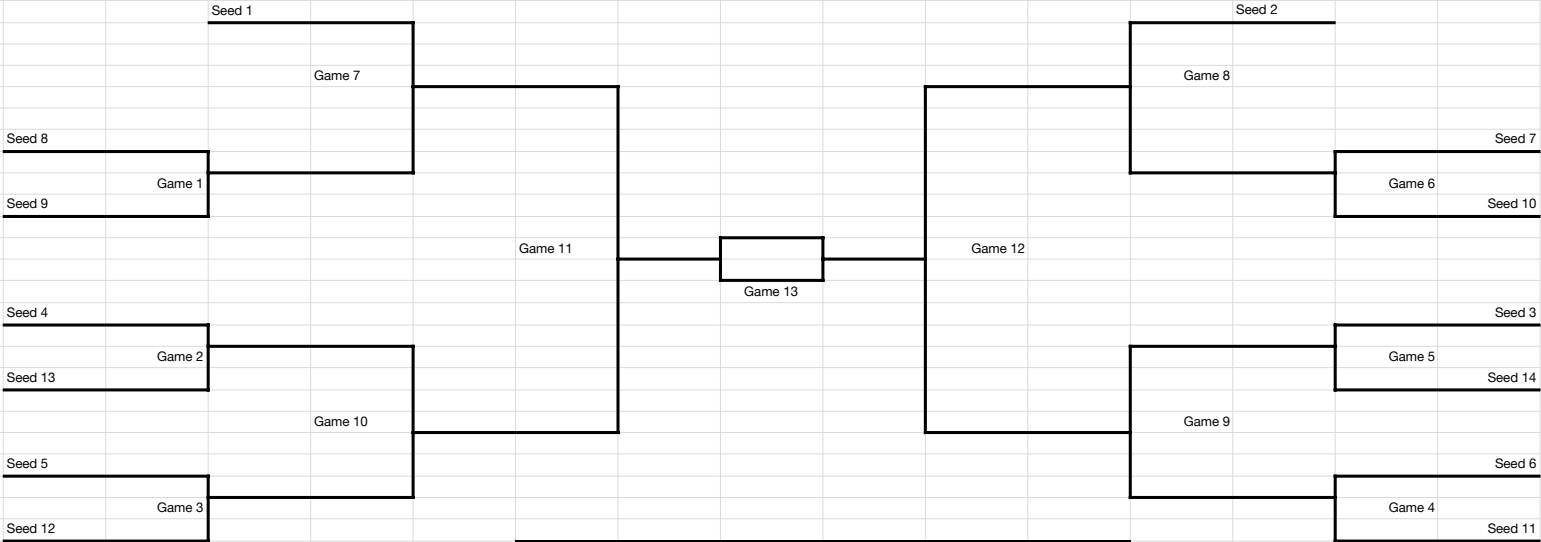 Seed 1
Seed 2
Game 7
Game 8
Seed 8
Seed 7
Game 1
Game 6
Seed 9
Seed 10
Game 11
Game 12
Game 13
Seed 4
Seed 3
Game 2
Game 5
Seed 13
Seed 14
Game 10
Game 9
Seed 5
Seed 6
Game 3
Game 4
Seed 12
Seed 11